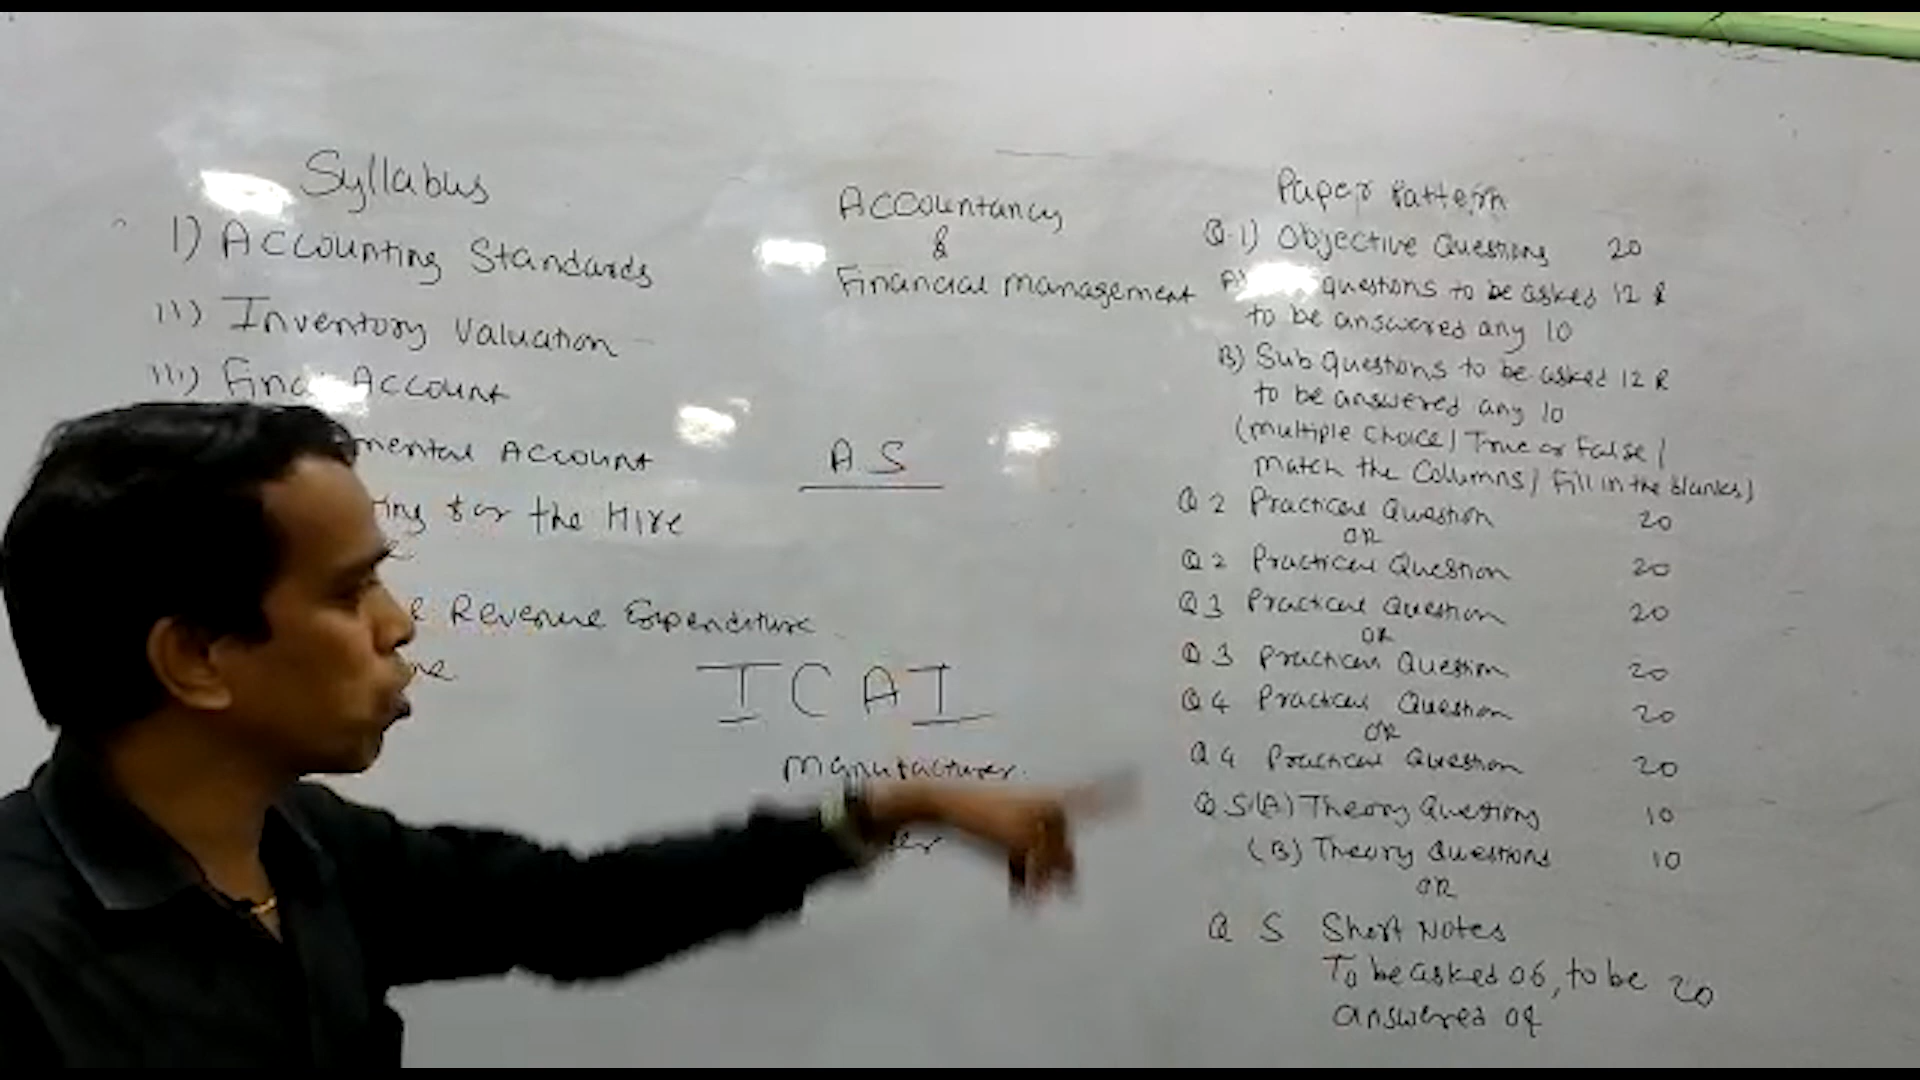 Syllabus
I) Accounting Standards
II) Inventory Valuation
III) Final Account
mental Account
ting for the Hire
& Revenue Expenditure
Accountancy
&
Financial management
AS
ICAI
manufacturer.
Paper Pattern
Q.1) Objective Questions 20
A) questions to be asked 12 &
to be answered any 10
B) Sub Questions to be asked 12 &
to be answered any 10
(multiple choice / True or False /
match the Columns / Fill in the blanks)
Q 2 Practical Question 20
OR
Q 2 Practical Question 20
Q 3 Practical Question 20
OR
Q 3 Practical Question 20
Q 4 Practical Question 20
OR
Q 4 Practical Question 20
Q 5 (A) Theory Questions 10
(B) Theory Questions 10
OR
Q 5 Short Notes
To be asked 06, to be 20
answered 04